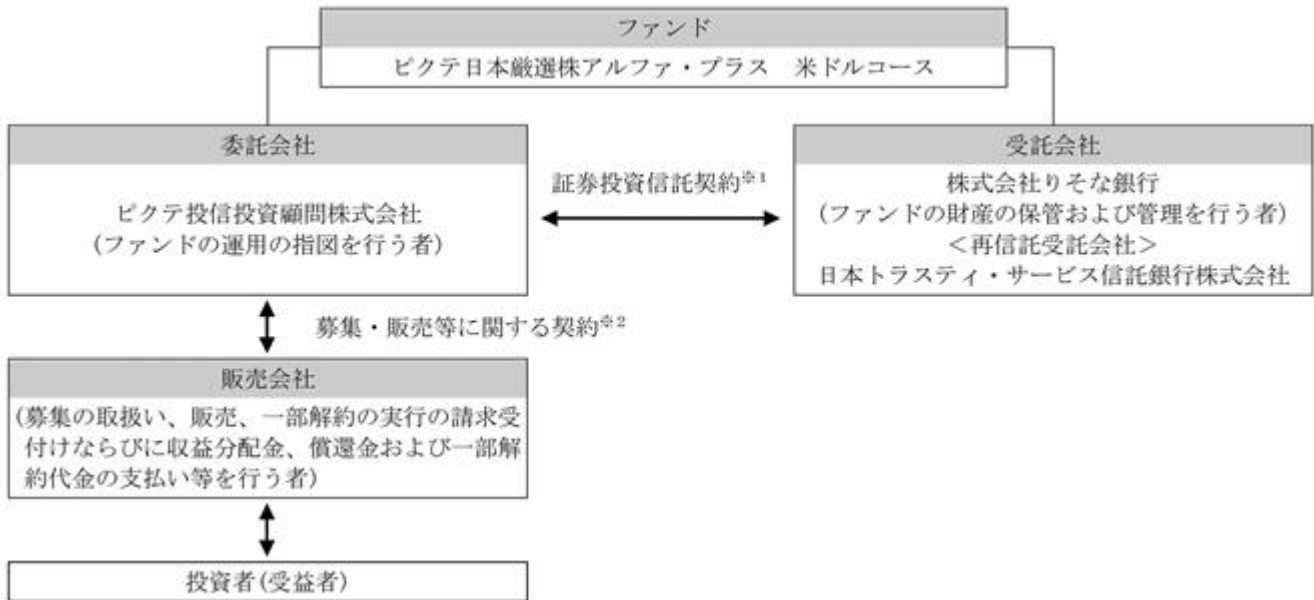 ファンド
ピクテ日本厳選株アルファ・プラス　米ドルコース
委託会社
ピクテ投信投資顧問株式会社
(ファンドの運用の指図を行う者)
証券投資信託契約※1
受託会社
株式会社りそな銀行
(ファンドの財産の保管および管理を行う者)
＜再信託受託会社＞
日本トラスティ・サービス信託銀行株式会社
募集・販売等に関する契約※2
販売会社
(募集の取扱い、販売、一部解約の実行の請求受
付けならびに収益分配金、償還金および一部解
約代金の支払い等を行う者)
投資者(受益者)